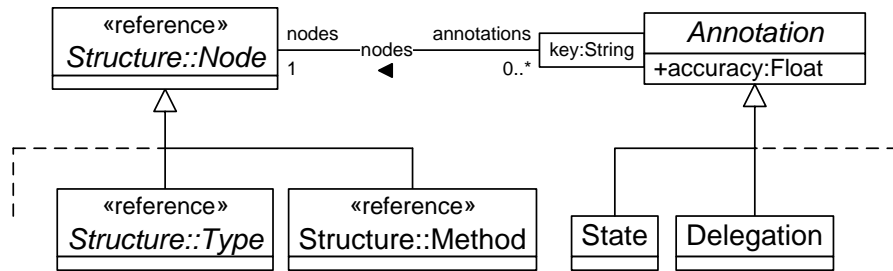 «reference»
Structure::Node
nodes
1
nodes
annotations
0..*
key:String
Annotation
+accuracy:Float
«reference»
Structure::Type
«reference»
Structure::Method
State
Delegation